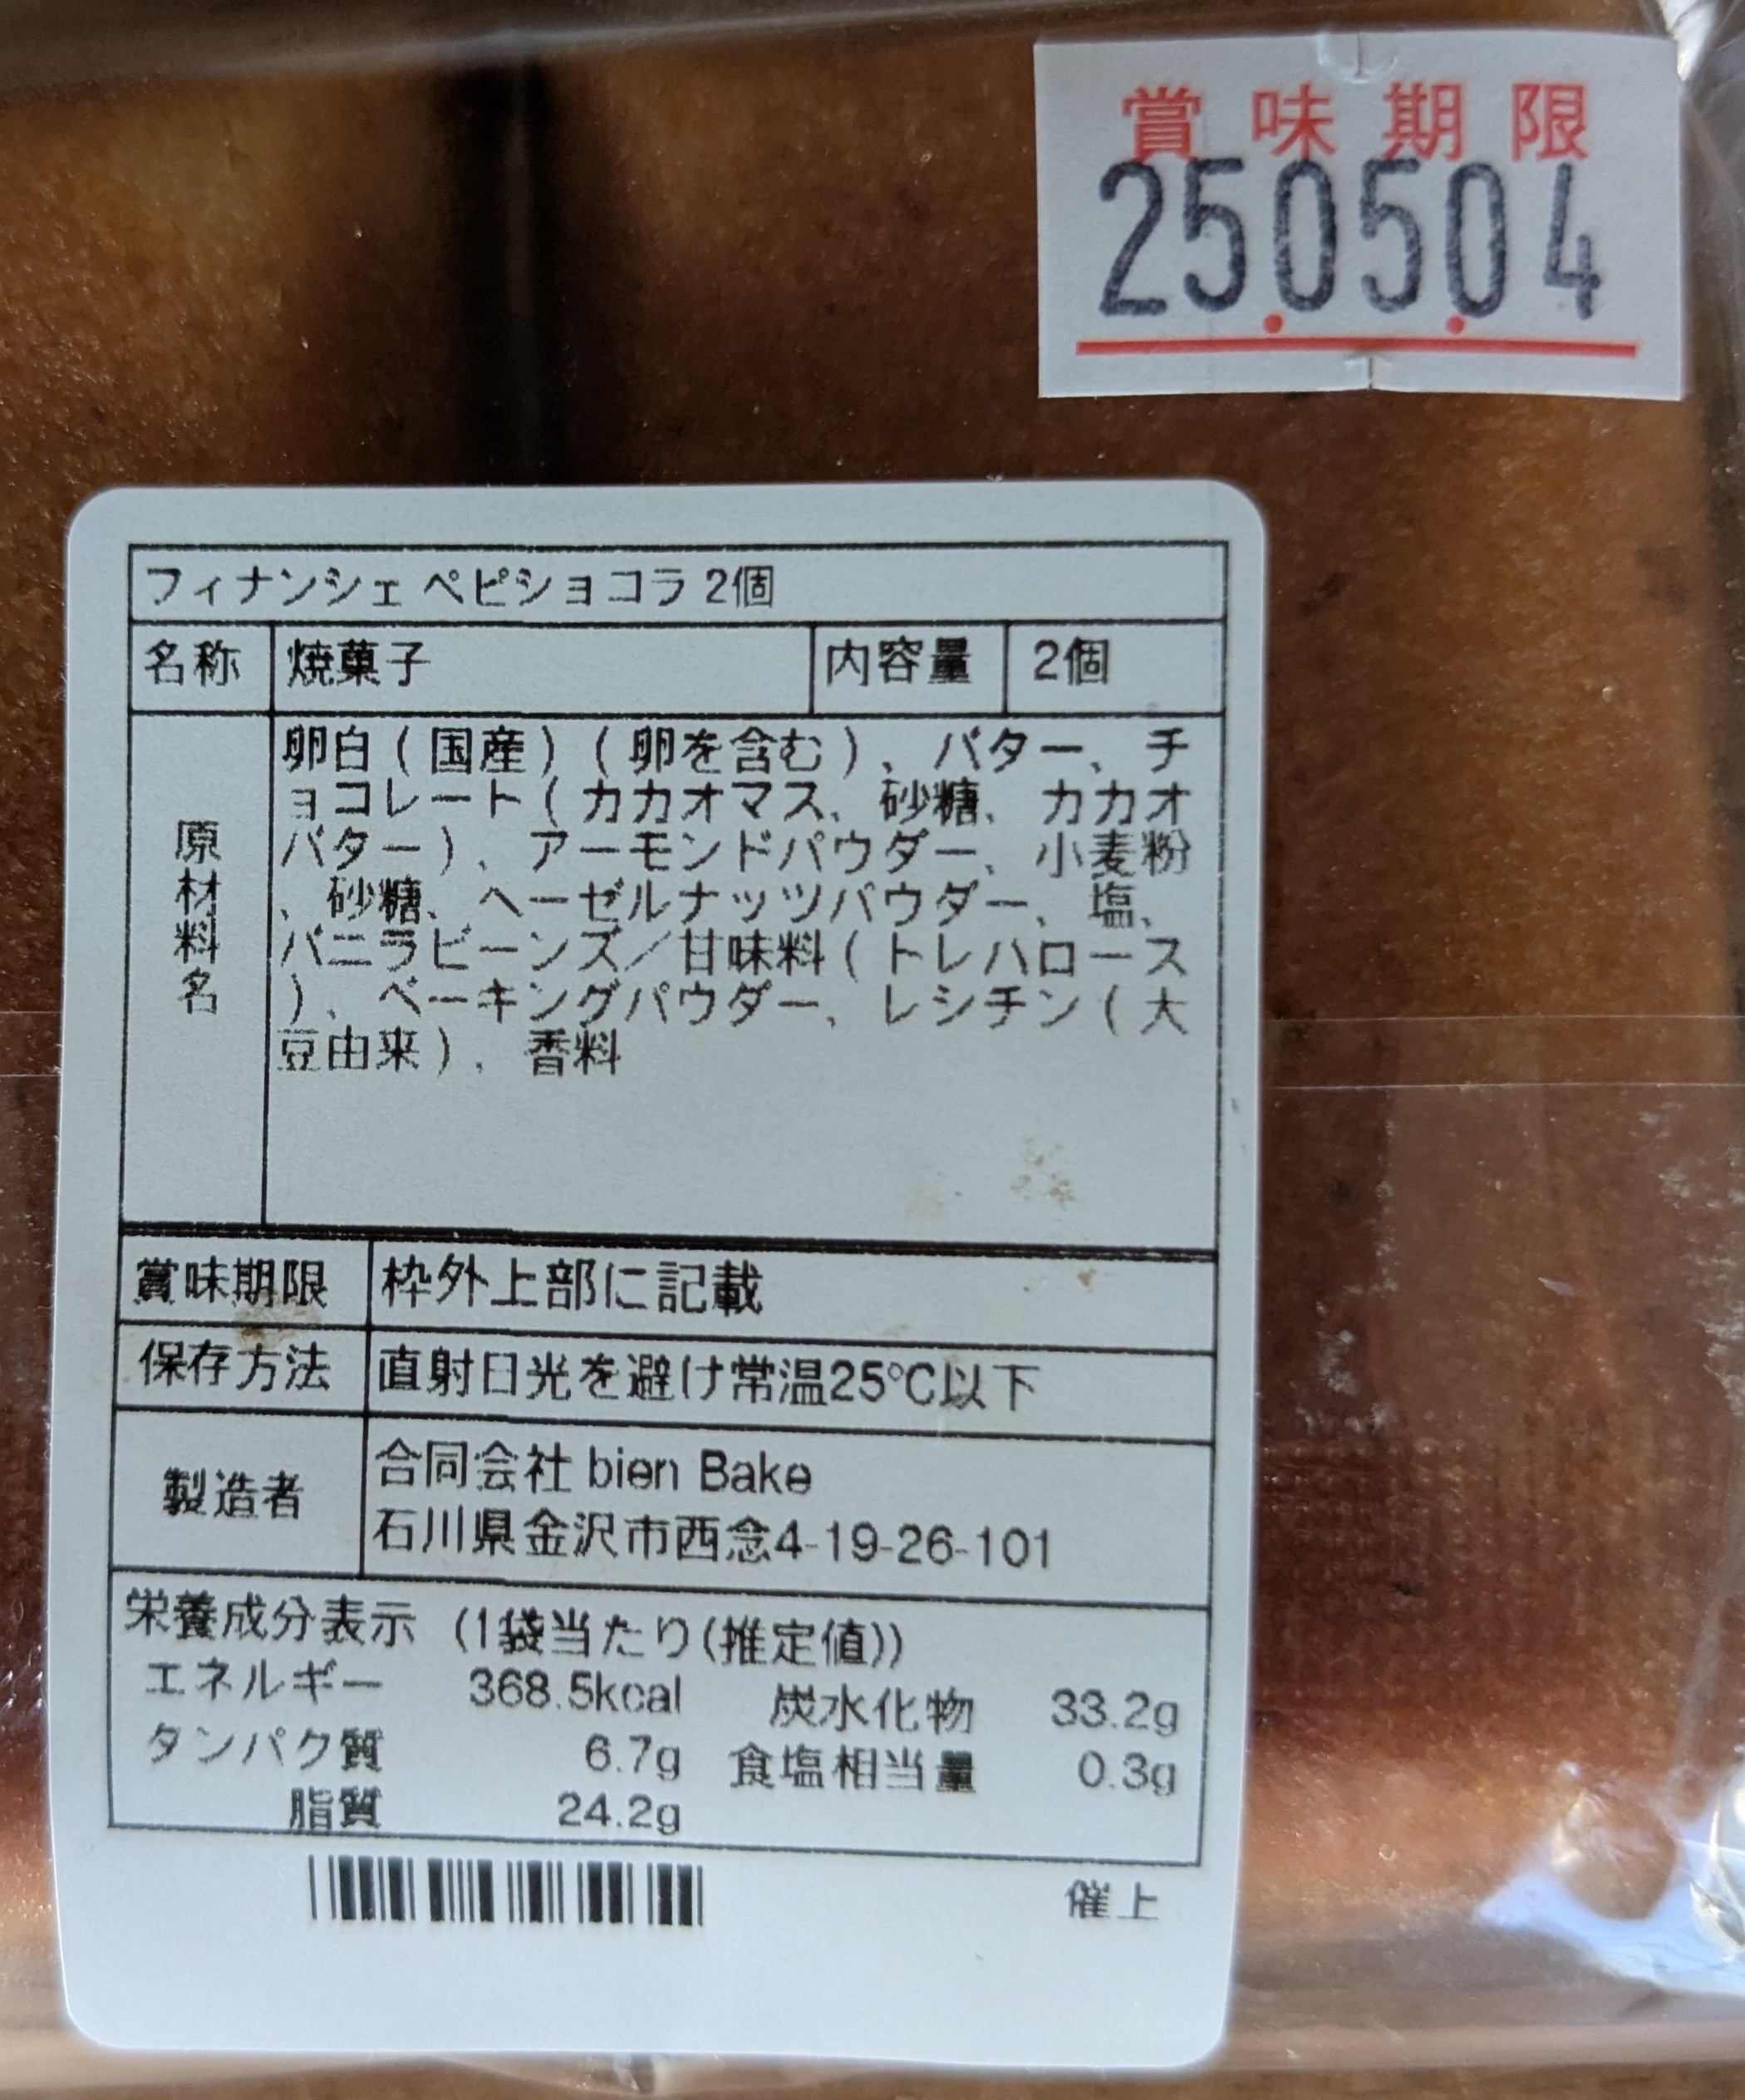 賞味期限
250504
フィナンシェ ペピショコラ 2個
名称 焼菓子 内容量 2個
原材料名
卵白(国産)(卵を含む)、バター、チ
ョコレート(カカオマス、砂糖、カカオ
バター)、アーモンドパウダー、小麦粉
、砂糖、ヘーゼルナッツパウダー、塩、
バニラビーンズ/甘味料(トレハロース
)、ベーキングパウダー、レシチン(大
豆由来)、香料
賞味期限 枠外上部に記載
保存方法 直射日光を避け常温25℃以下
製造者 合同会社 bien Bake
石川県金沢市西念4-19-26-101
栄養成分表示 (1袋当たり(推定値))
エネルギー 368.5kcal 炭水化物 33.2g
タンパク質 6.7g 食塩相当量 0.3g
脂質 24.2g
催上